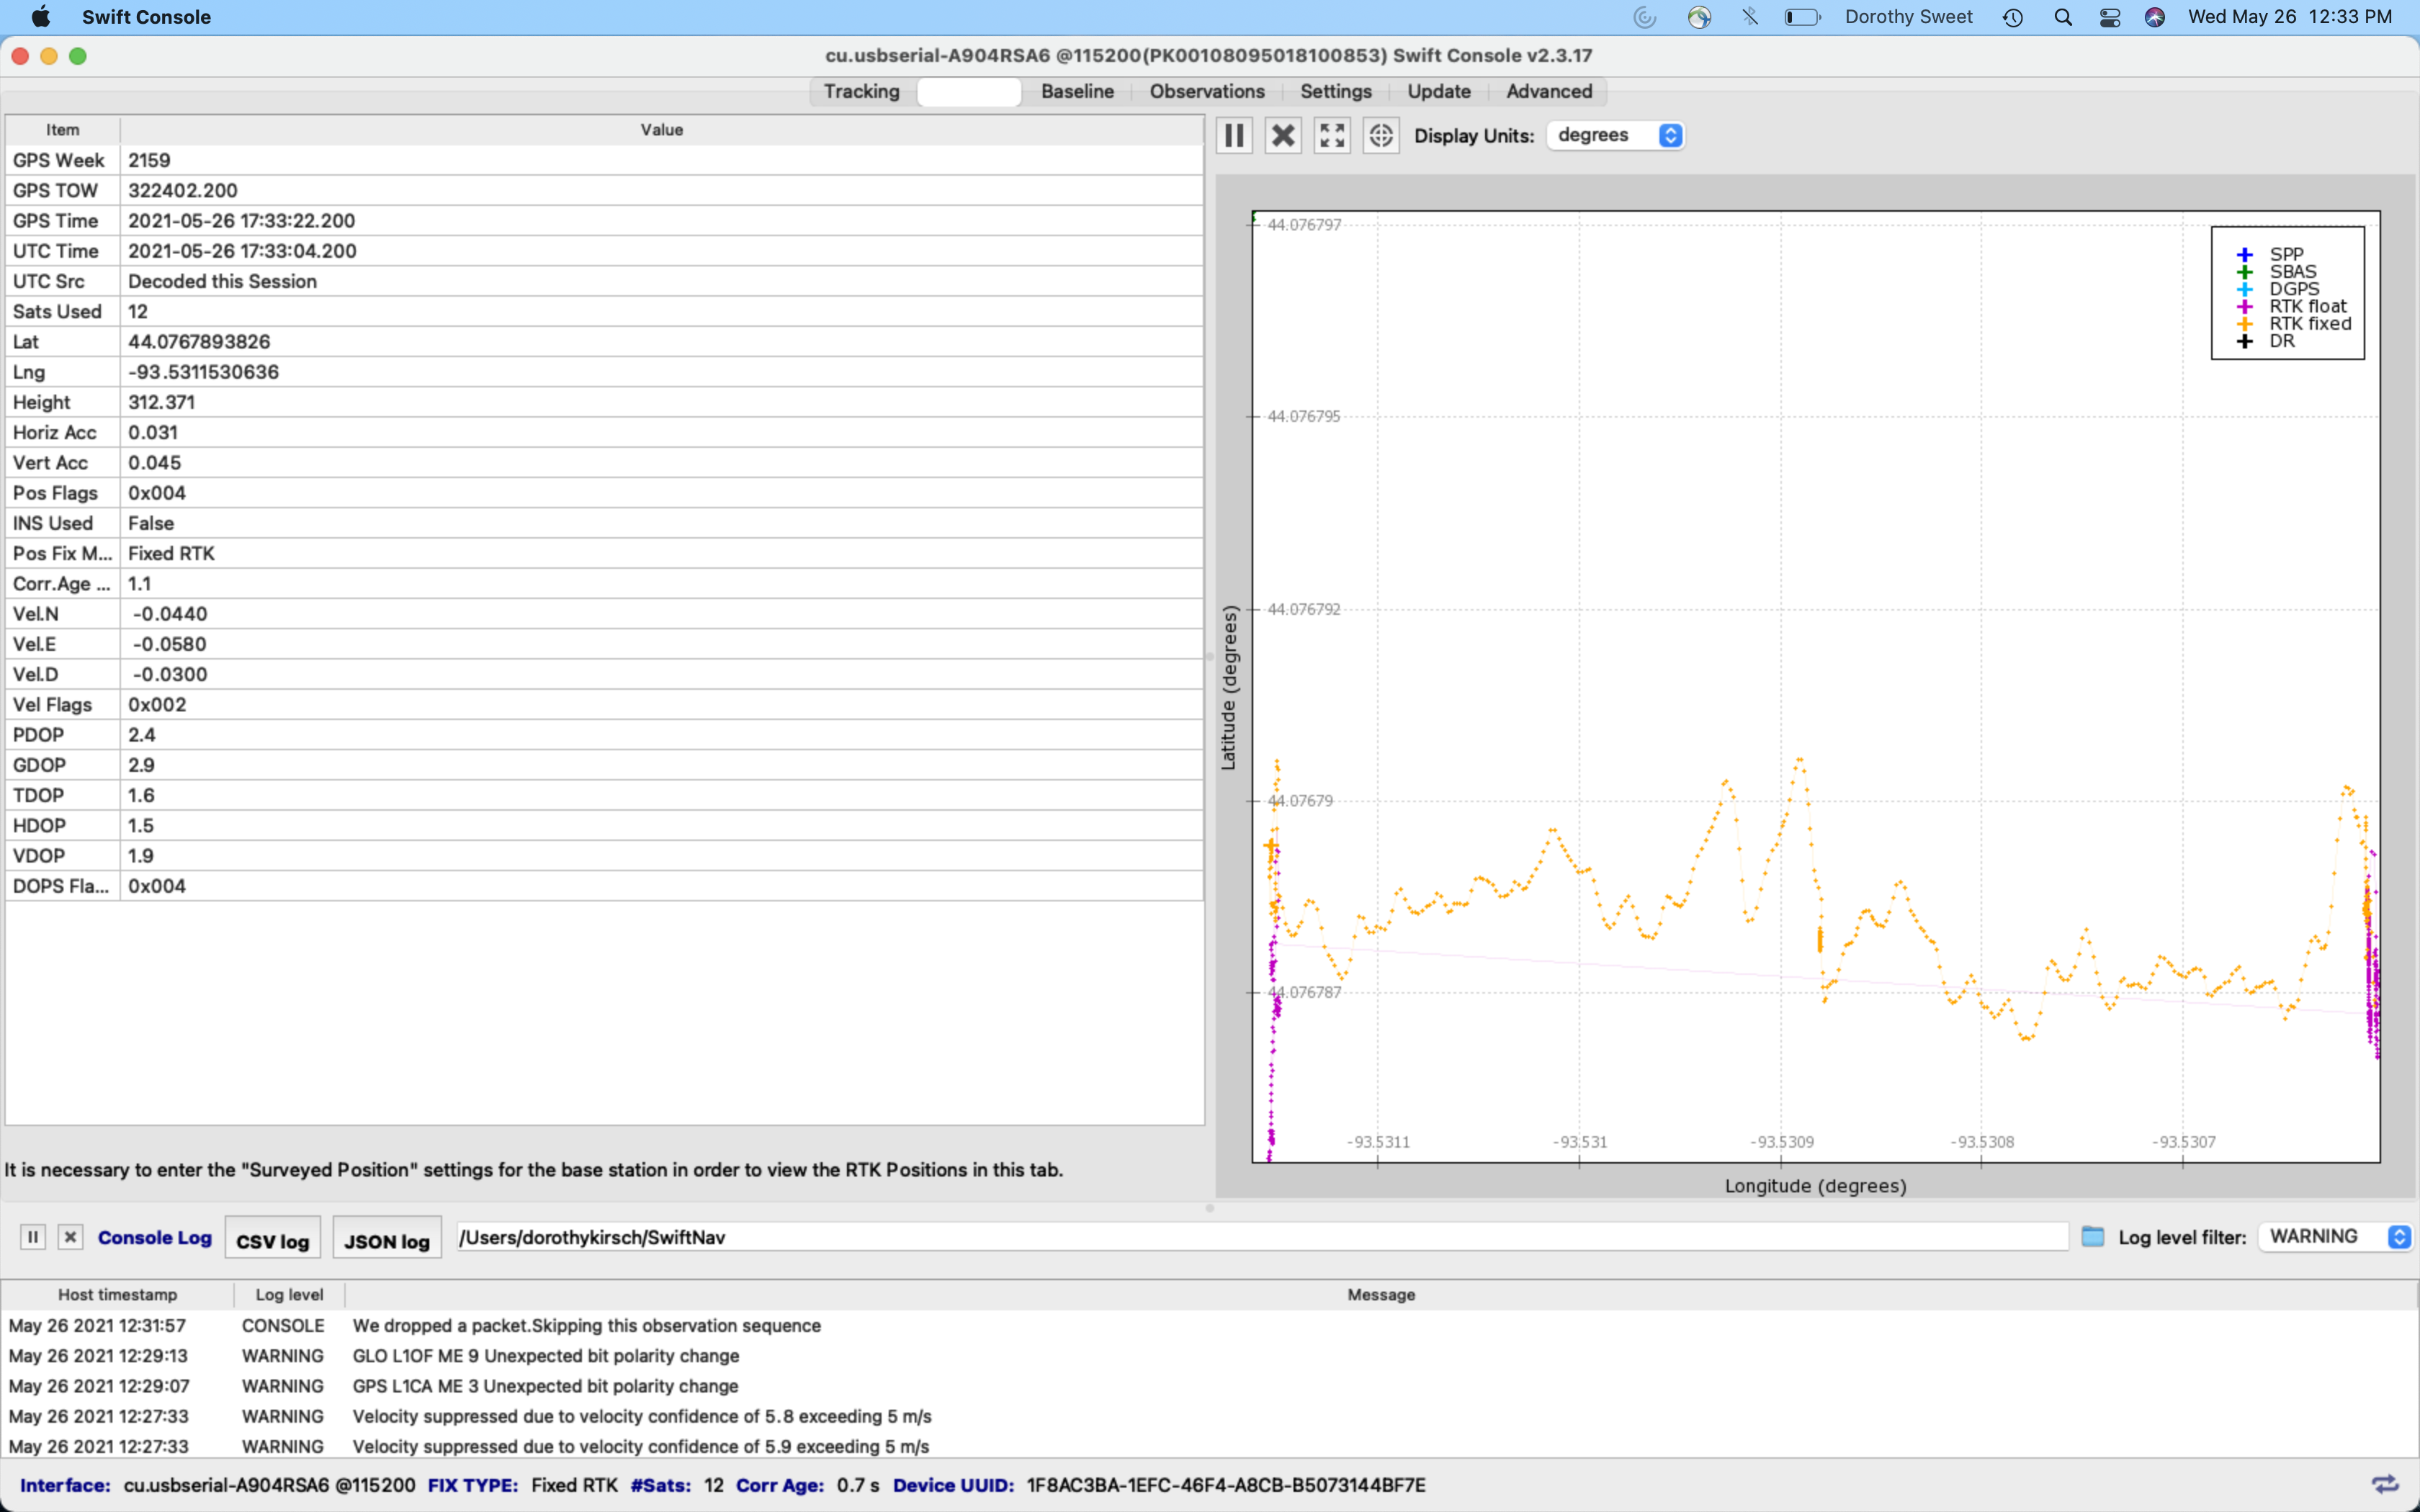 Swift Console
Dorothy Sweet
Wed May 26 12:33 PM
cu.usbserial-A904RSA6 @115200(PK00108095018100853) Swift Console v2.3.17
Tracking Baseline Observations Settings Update Advanced
Item Value
GPS Week 2159
GPS TOW 322402.200
GPS Time 2021-05-26 17:33:22.200
UTC Time 2021-05-26 17:33:04.200
UTC Src Decoded this Session
Sats Used 12
Lat 44.0767893826
Lng -93.5311530636
Height 312.371
Horiz Acc 0.031
Vert Acc 0.045
Pos Flags 0x004
INS Used False
Pos Fix M... Fixed RTK
Corr.Age ... 1.1
Vel.N -0.0440
Vel.E -0.0580
Vel.D -0.0300
Vel Flags 0x002
PDOP 2.4
GDOP 2.9
TDOP 1.6
HDOP 1.5
VDOP 1.9
DOPS Fla... 0x004
It is necessary to enter the "Surveyed Position" settings for the base station in order to view the RTK Positions in this tab.
Display Units: degrees
44.076797
44.076795
44.076792
44.07679
44.076787
Latitude (degrees)
SPP
SBAS
DGPS
RTK float
RTK fixed
DR
-93.5311 -93.531 -93.5309 -93.5308 -93.5307
Longitude (degrees)
Console Log CSV log JSON log /Users/dorothykirsch/SwiftNav Log level filter: WARNING
Host timestamp Log level Message
May 26 2021 12:31:57 CONSOLE We dropped a packet.Skipping this observation sequence
May 26 2021 12:29:13 WARNING GLO L1OF ME 9 Unexpected bit polarity change
May 26 2021 12:29:07 WARNING GPS L1CA ME 3 Unexpected bit polarity change
May 26 2021 12:27:33 WARNING Velocity suppressed due to velocity confidence of 5.8 exceeding 5 m/s
May 26 2021 12:27:33 WARNING Velocity suppressed due to velocity confidence of 5.9 exceeding 5 m/s
Interface: cu.usbserial-A904RSA6 @115200 FIX TYPE: Fixed RTK #Sats: 12 Corr Age: 0.7 s Device UUID: 1F8AC3BA-1EFC-46F4-A8CB-B5073144BF7E